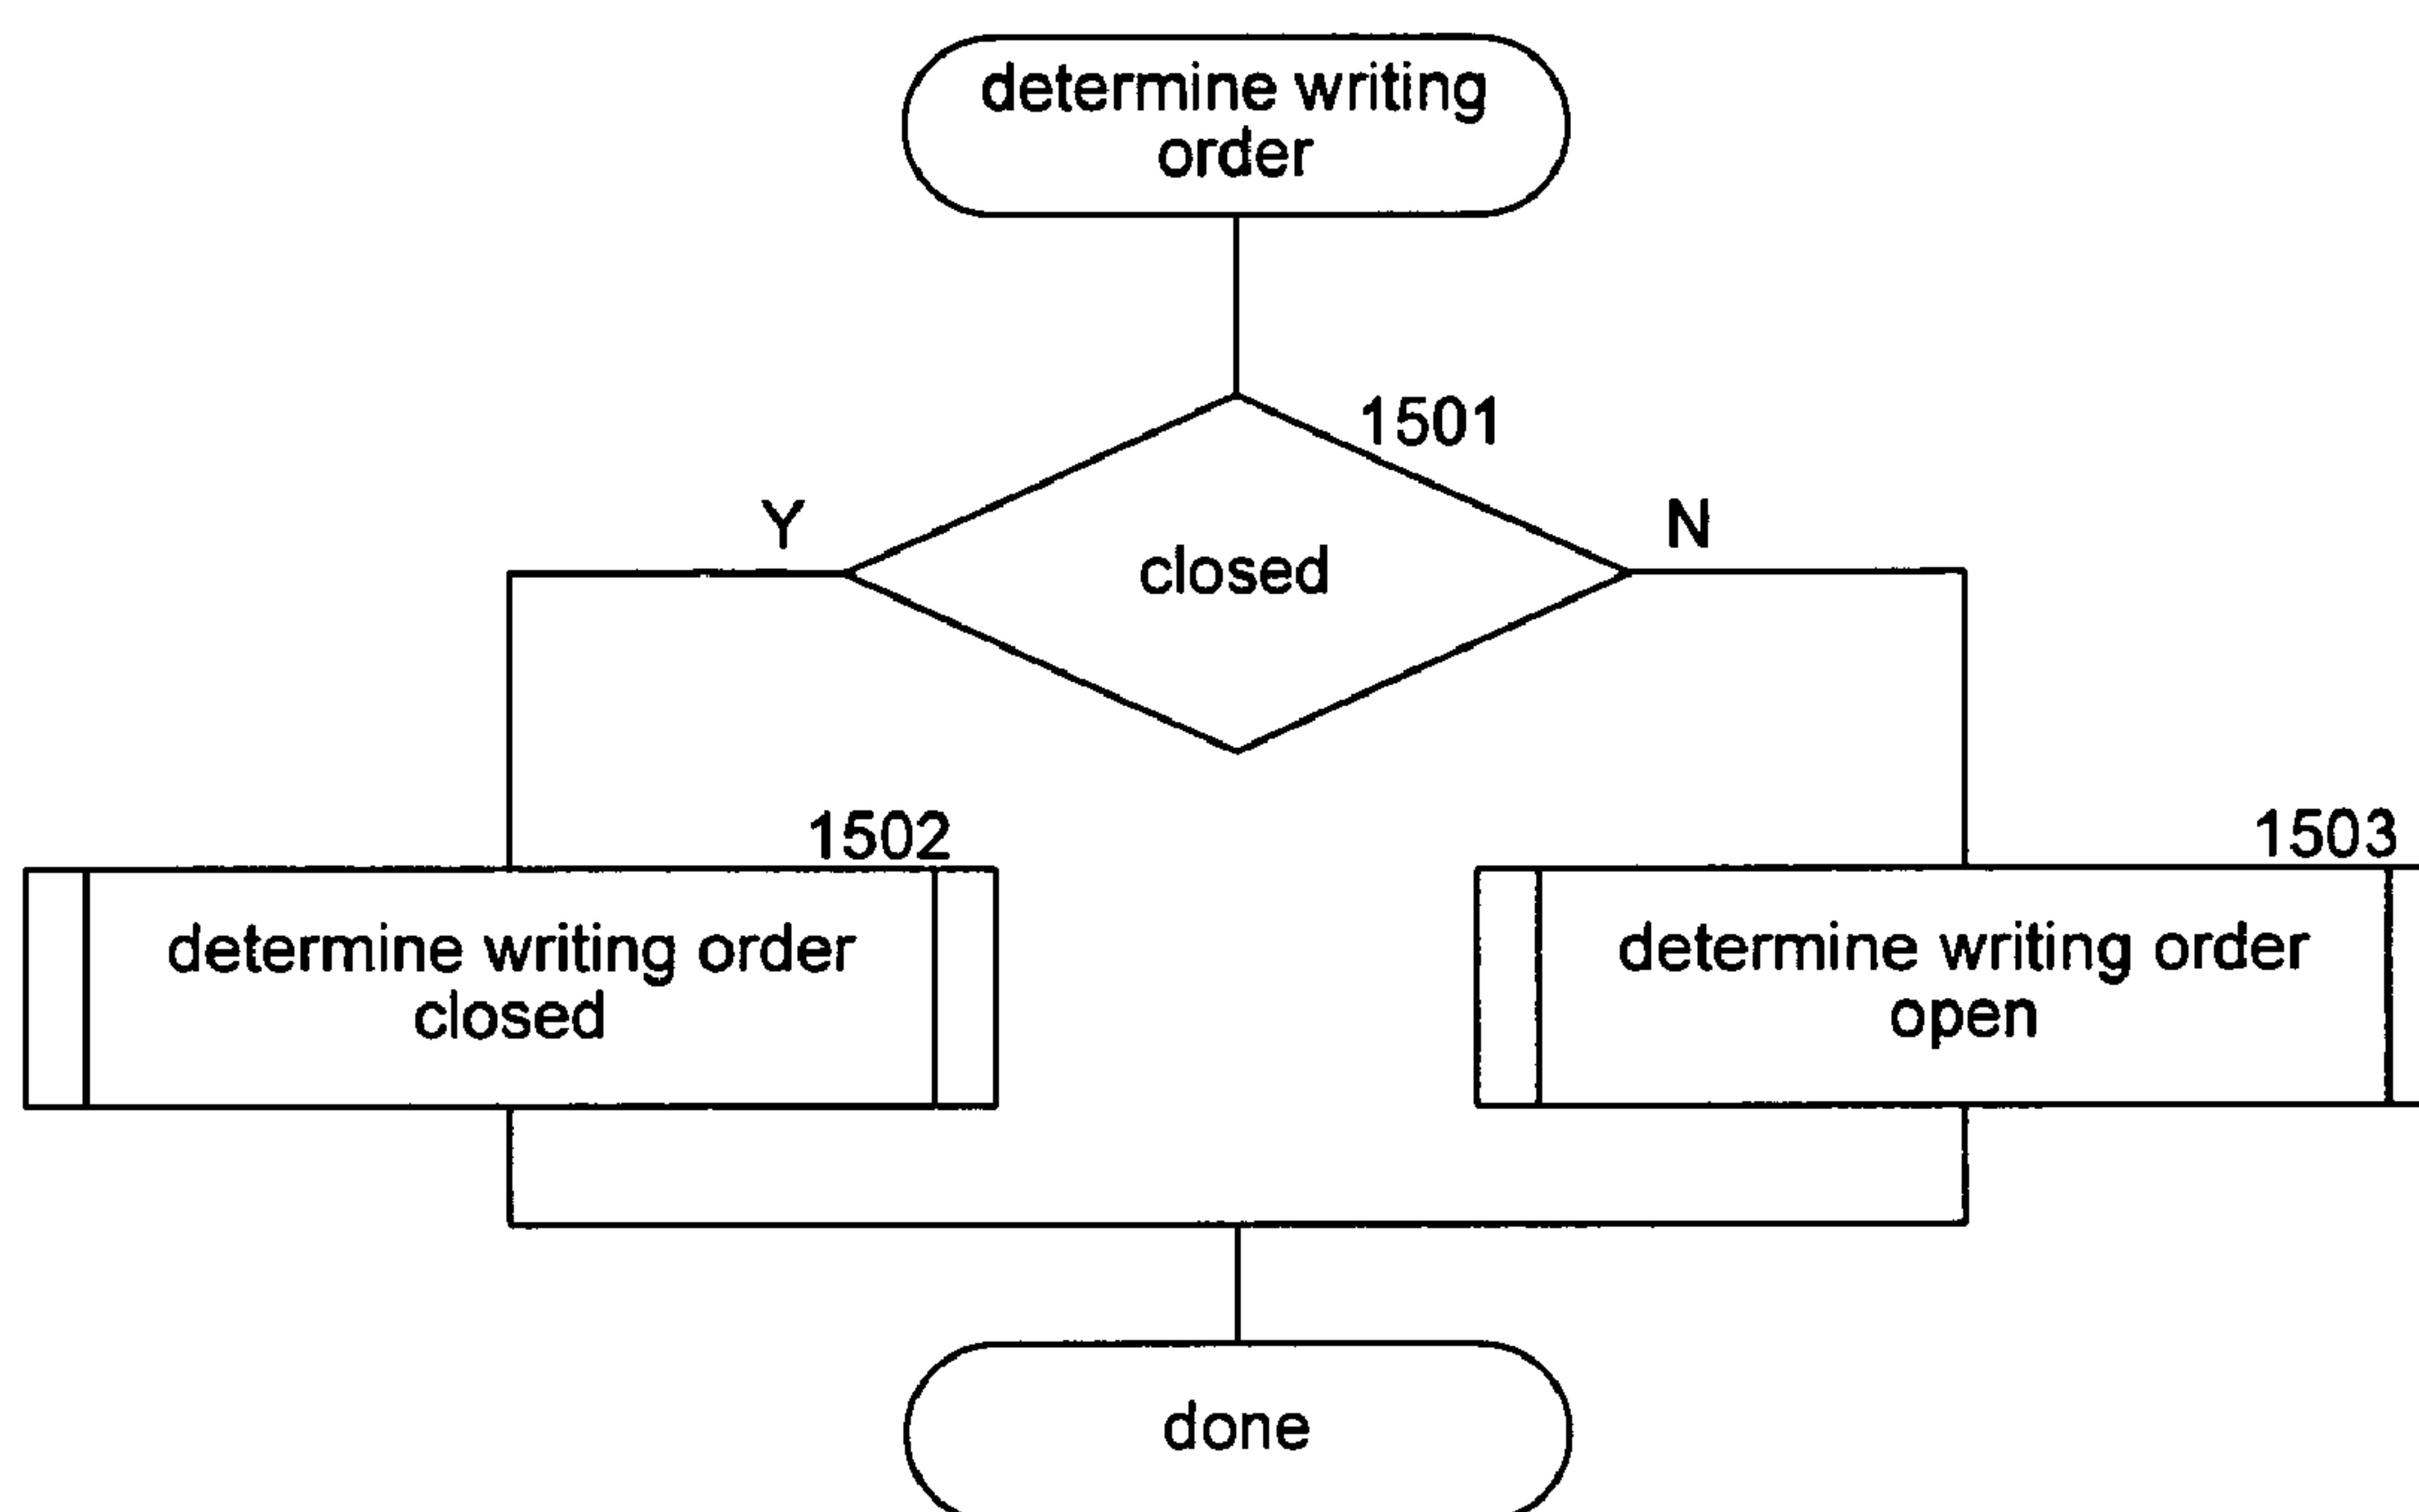 determine writing
order
1501
Y
N
closed
1502
1503
determine writing order
closed
determine writing order
open
done